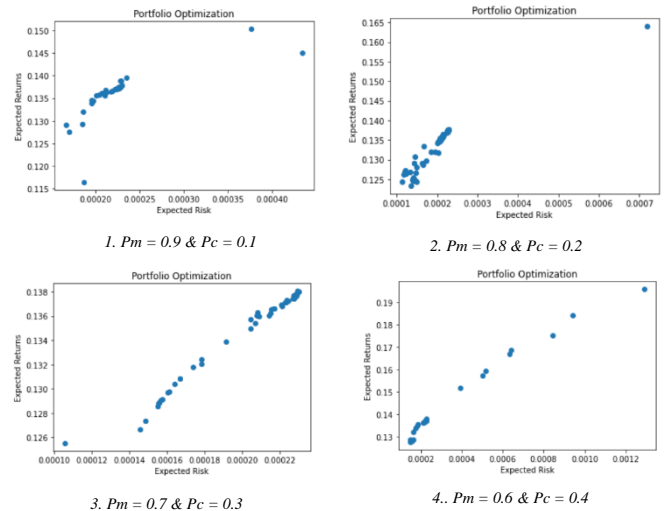 Portfolio Optimization
0.150
0.145
0.140
0.135
0.130
0.125
0.120
0.115
Expected Returns
0.00020 0.00025 0.00030 0.00035 0.00040
Expected Risk
1. Pm = 0.9 & Pc = 0.1
Portfolio Optimization
0.165
0.160
0.155
0.150
0.145
0.140
0.135
0.130
0.125
Expected Returns
0.0001 0.0002 0.0003 0.0004 0.0005 0.0006 0.0007
Expected Risk
2. Pm = 0.8 & Pc = 0.2
Portfolio Optimization
0.138
0.136
0.134
0.132
0.130
0.128
0.126
Expected Returns
0.00010 0.00012 0.00014 0.00016 0.00018 0.00020 0.00022
Expected Risk
3. Pm = 0.7 & Pc = 0.3
Portfolio Optimization
0.19
0.18
0.17
0.16
0.15
0.14
0.13
Expected Returns
0.0002 0.0004 0.0006 0.0008 0.0010 0.0012
Expected Risk
4.. Pm = 0.6 & Pc = 0.4